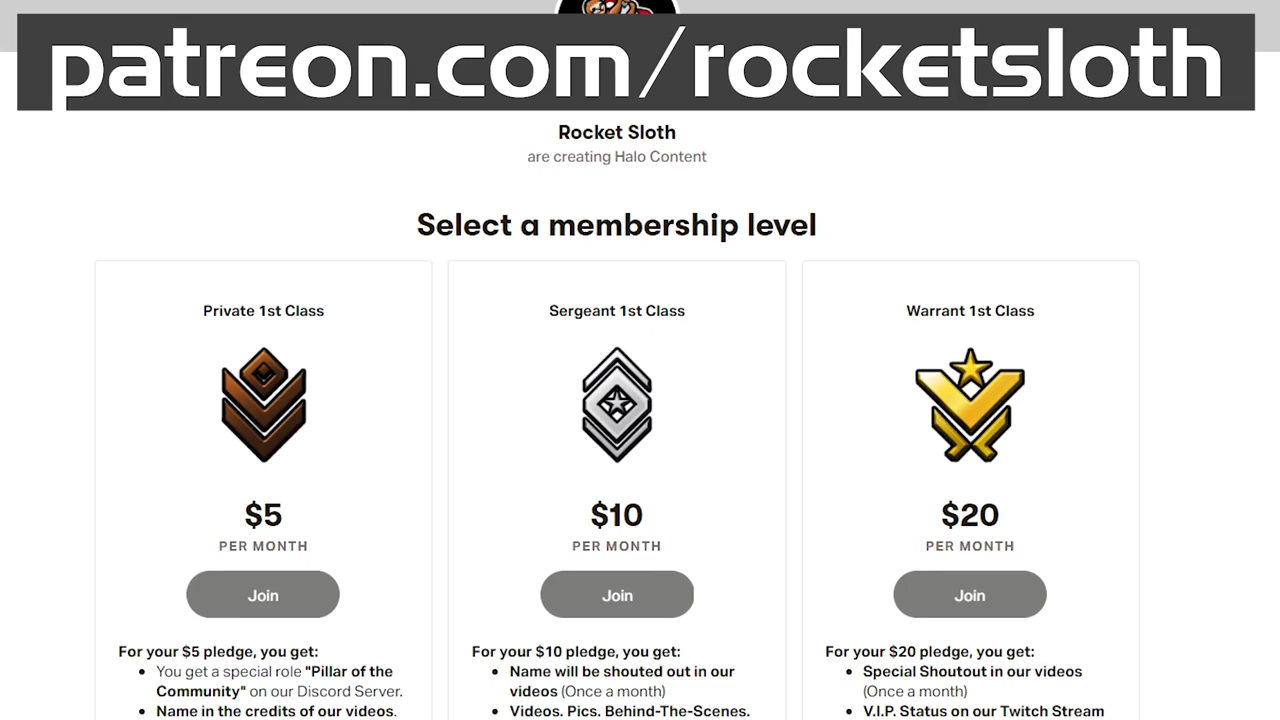 patreon.com/rocketsloth
Rocket Sloth
are creating Halo Content
Select a membership level
Private 1st Class
$5
PER MONTH
Join
For your $5 pledge, you get:
• You get a special role "Pillar of the
Community" on our Discord Server.
• Name in the credits of our videos.
Sergeant 1st Class
$10
PER MONTH
Join
For your $10 pledge, you get:
• Name will be shouted out in our
videos (Once a month)
• Videos, Pics, Behind-The-Scenes,
Warrant 1st Class
$20
PER MONTH
Join
For your $20 pledge, you get:
• Special Shoutout in our videos
(Once a month)
• V.I.P. Status on our Twitch Stream